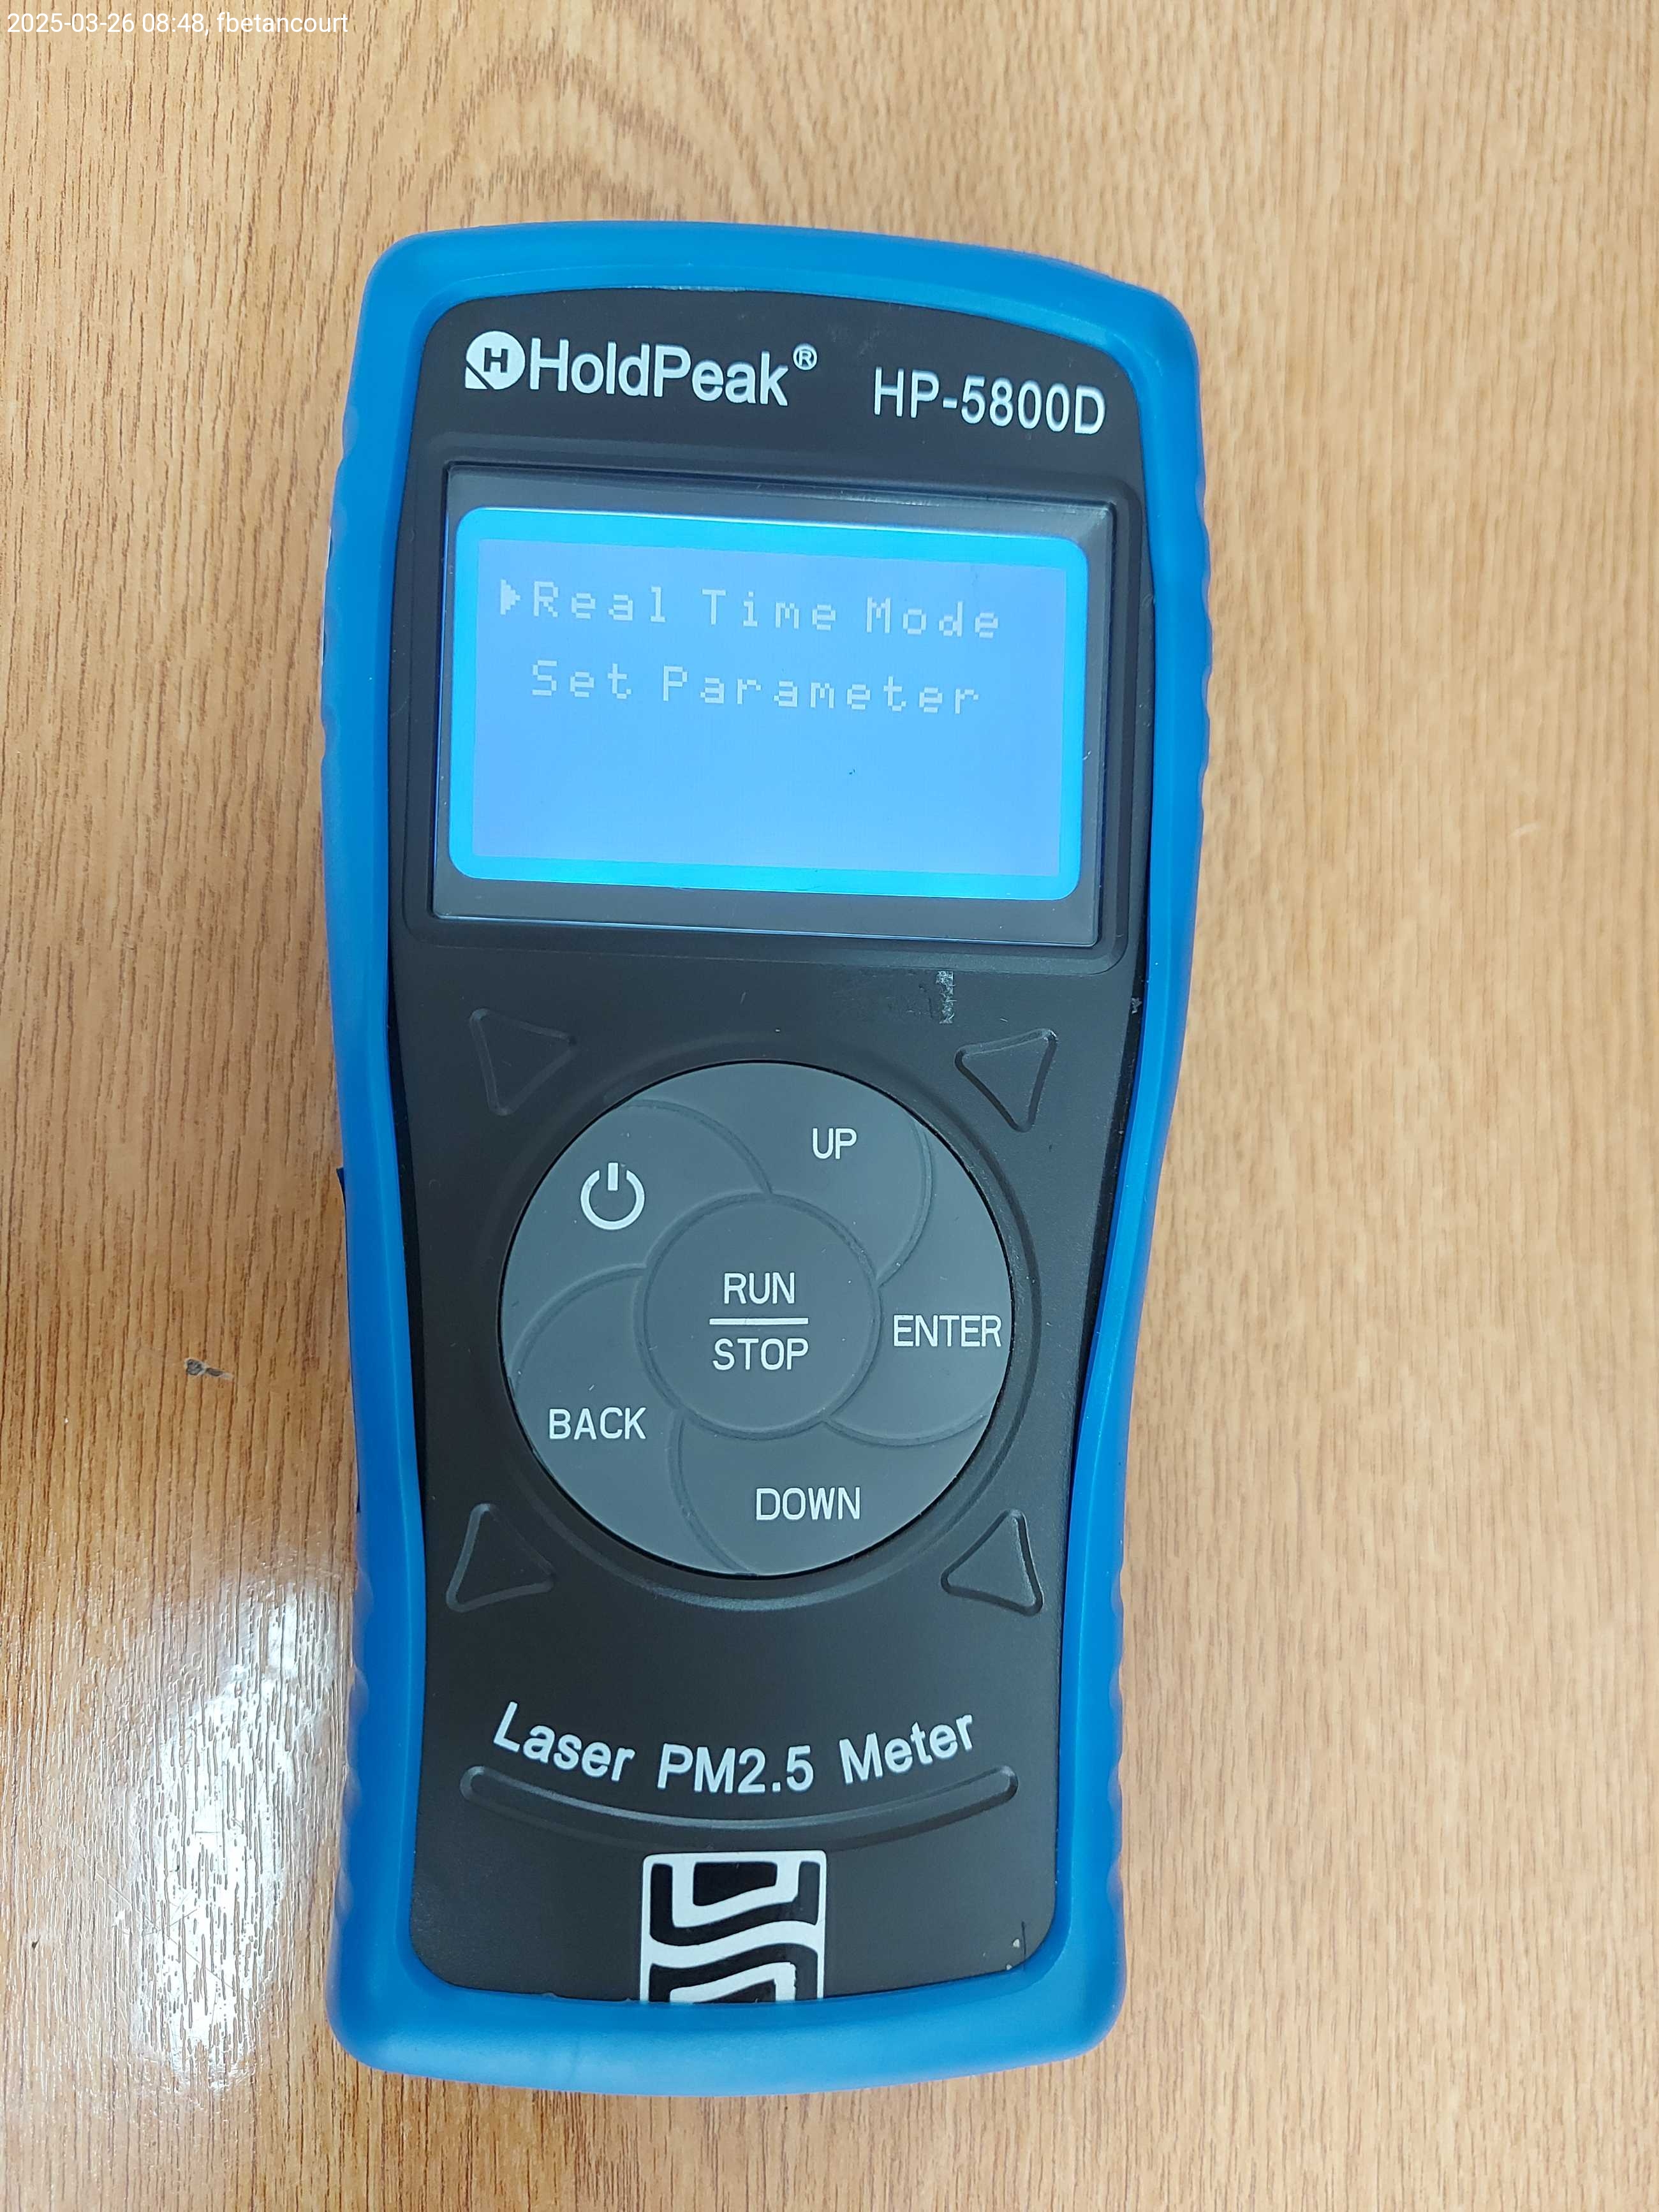 2025-03-26 08:48, fbetancourt
HoldPeak® HP-5800D
Real Time Mode
Set Parameter
UP
RUN
STOP
ENTER
BACK
DOWN
Laser PM2.5 Meter